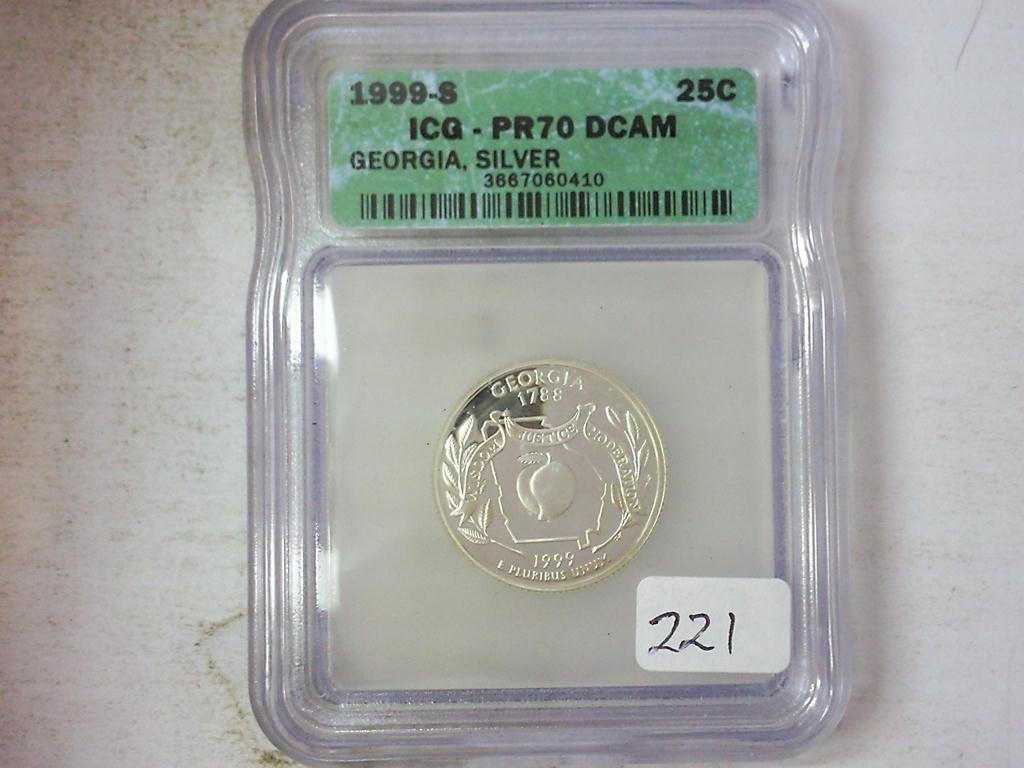 1999-S 25C
ICG - PR70 DCAM
GEORGIA, SILVER
3667060410
GEORGIA
1788
WISDOM JUSTICE MODERATION
1999
E PLURIBUS UNUM
221